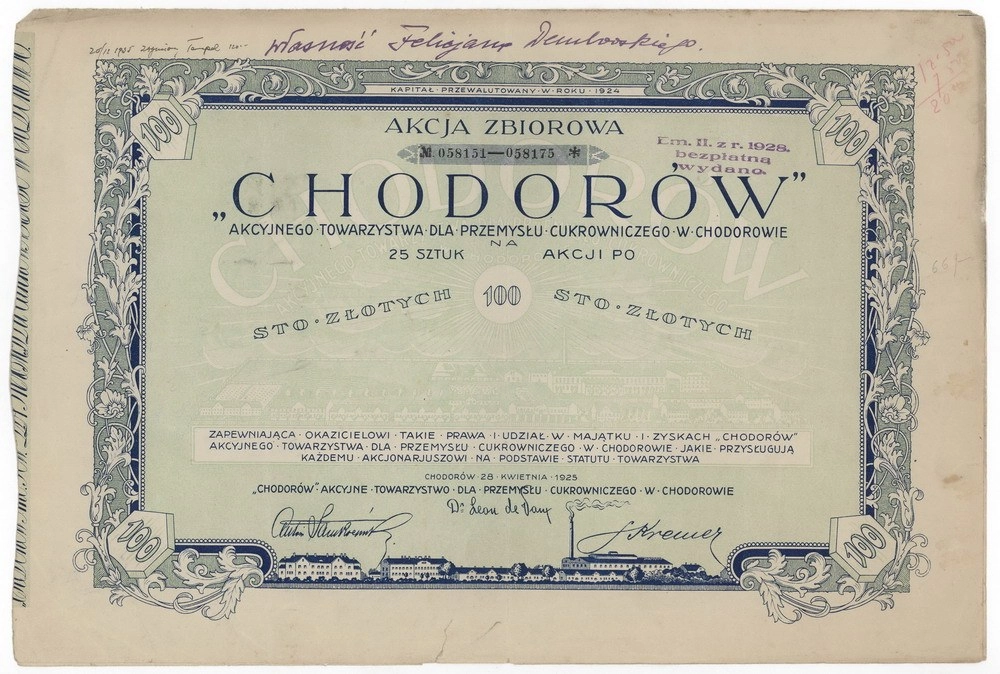 własność Felicjana Dembowskiego.
KAPITAŁ·PRZEWALUTOWANY·W·ROKU·1924
100
100
AKCJA ZBIOROWA
№ 058151—058175 *
Em. II. z r. 1928.
bezpłatną
wydano.
„CHODORÓW"
AKCYJNEGO·TOWARZYSTWA·DLA·PRZEMYSŁU·CUKROWNICZEGO·W·CHODOROWIE
NA
25 SZTUK AKCJI PO
STO·ZŁOTYCH 100 STO·ZŁOTYCH
ZAPEWNIAJĄCA·OKAZICIELOWI·TAKIE·PRAWA·I·UDZIAŁ·W·MAJĄTKU·I·ZYSKACH „CHODORÓW"
AKCYJNEGO·TOWARZYSTWA·DLA·PRZEMYSŁU·CUKROWNICZEGO·W·CHODOROWIE·JAKIE·PRZYSŁUGUJĄ
KAŻDEMU·AKCJONARJUSZOWI·NA·PODSTAWIE·STATUTU·TOWARZYSTWA
CHODORÓW 28·KWIETNIA·1925
„CHODORÓW"·AKCYJNE·TOWARZYSTWO·DLA·PRZEMYSŁU·CUKROWNICZEGO·W·CHODOROWIE
Dr Leon de
Kremer
100
100